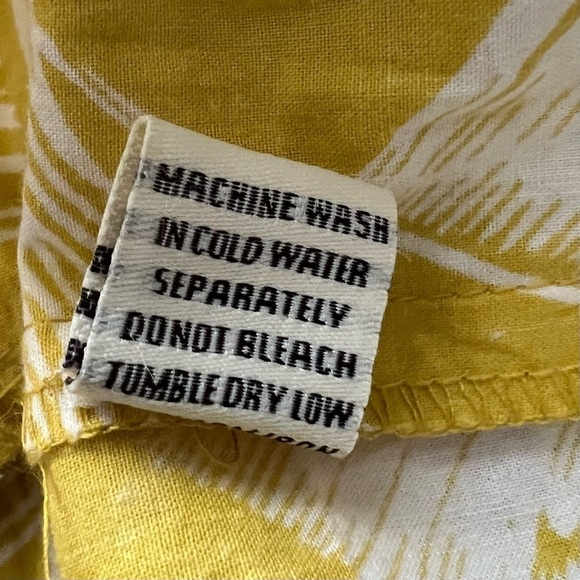 MACHINE WASH
IN COLD WATER
SEPARATELY
DO NOT BLEACH
TUMBLE DRY LOW